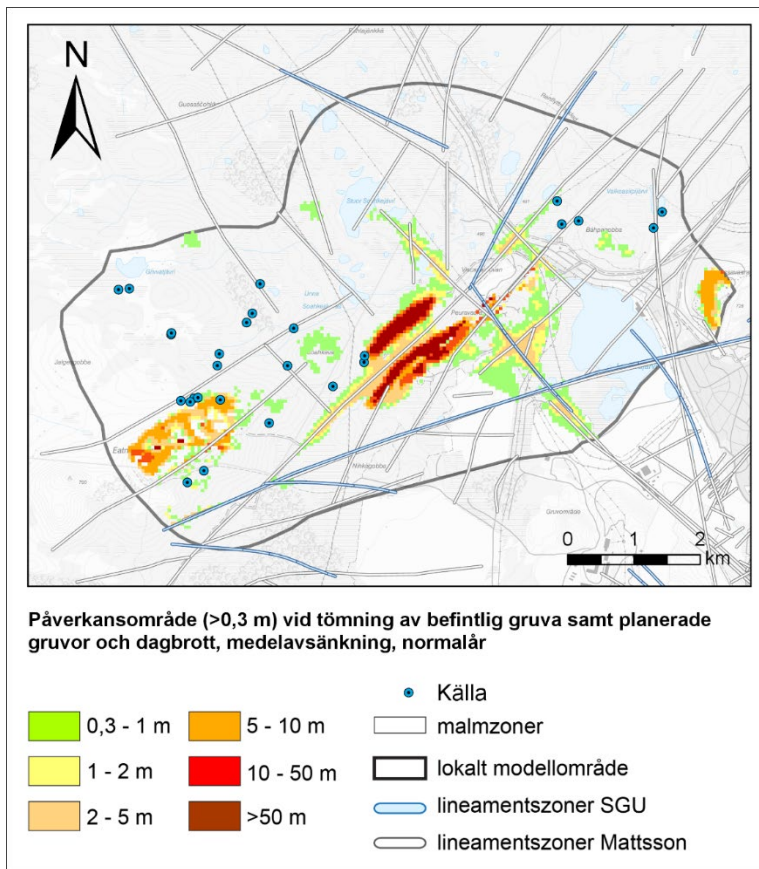 N
Gruvområde
0 1 2
km
Påverkansområde (>0,3 m) vid tömning av befintlig gruva samt planerade
gruvor och dagbrott, medelavsänkning, normalår
0,3 - 1 m
1 - 2 m
2 - 5 m
5 - 10 m
10 - 50 m
>50 m
Källa
malmzoner
lokalt modellområde
lineamentszoner SGU
lineamentszoner Mattsson